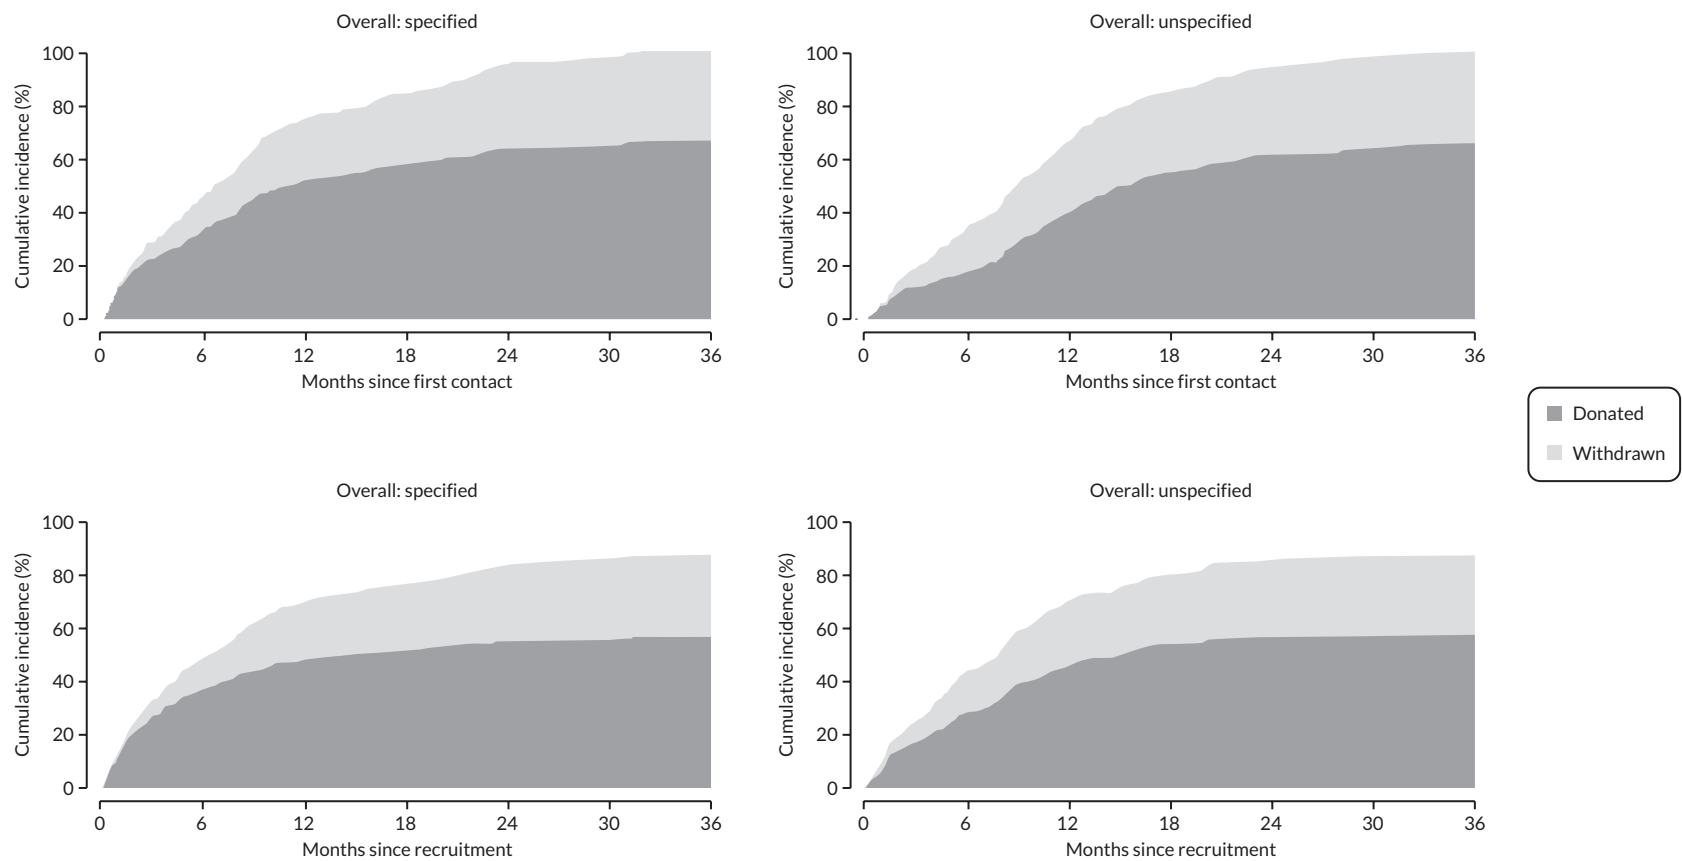 Overall: specified
Cumulative incidence (%)
100
80
60
40
20
0
0 6 12 18 24 30 36
Months since first contact
Overall: unspecified
Cumulative incidence (%)
100
80
60
40
20
0
0 6 12 18 24 30 36
Months since first contact
Donated
Withdrawn
Overall: specified
Cumulative incidence (%)
100
80
60
40
20
0
0 6 12 18 24 30 36
Months since recruitment
Overall: unspecified
Cumulative incidence (%)
100
80
60
40
20
0
0 6 12 18 24 30 36
Months since recruitment